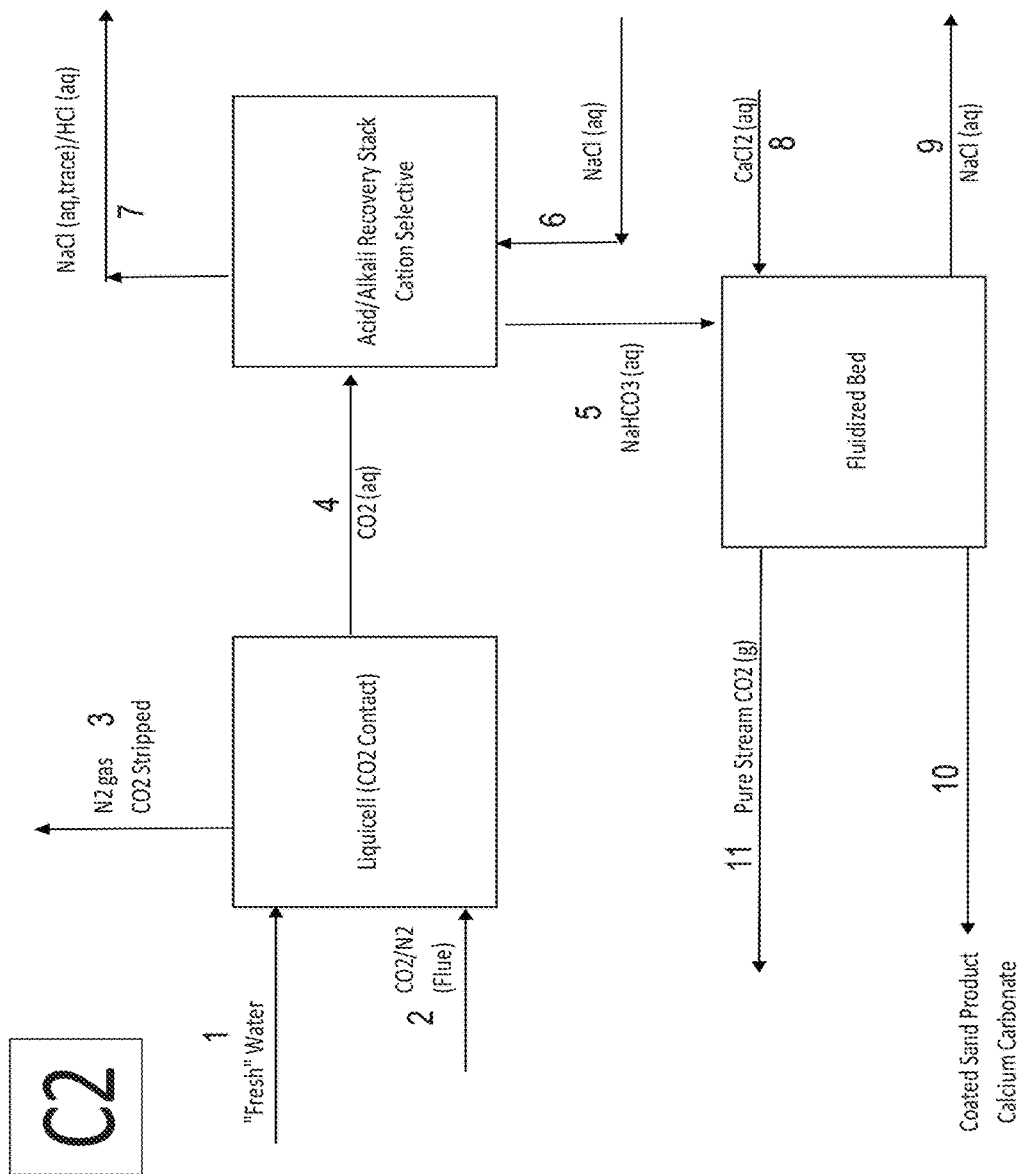 C2
1
"Fresh" Water
2
CO2/N2
(Flue)
N2 gas 3
CO2 Stripped
Liquicell (CO2 Contact)
4
CO2 (aq)
Acid/Alkali Recovery Stack
Cation Selective
NaCl (aq,trace)/HCl (aq)
7
6
NaCl (aq)
5
NaHCO3 (aq)
CaCl2 (aq)
8
Fluidized Bed
9
NaCl (aq)
11 Pure Stream CO2 (g)
10
Coated Sand Product
Calcium Carbonate